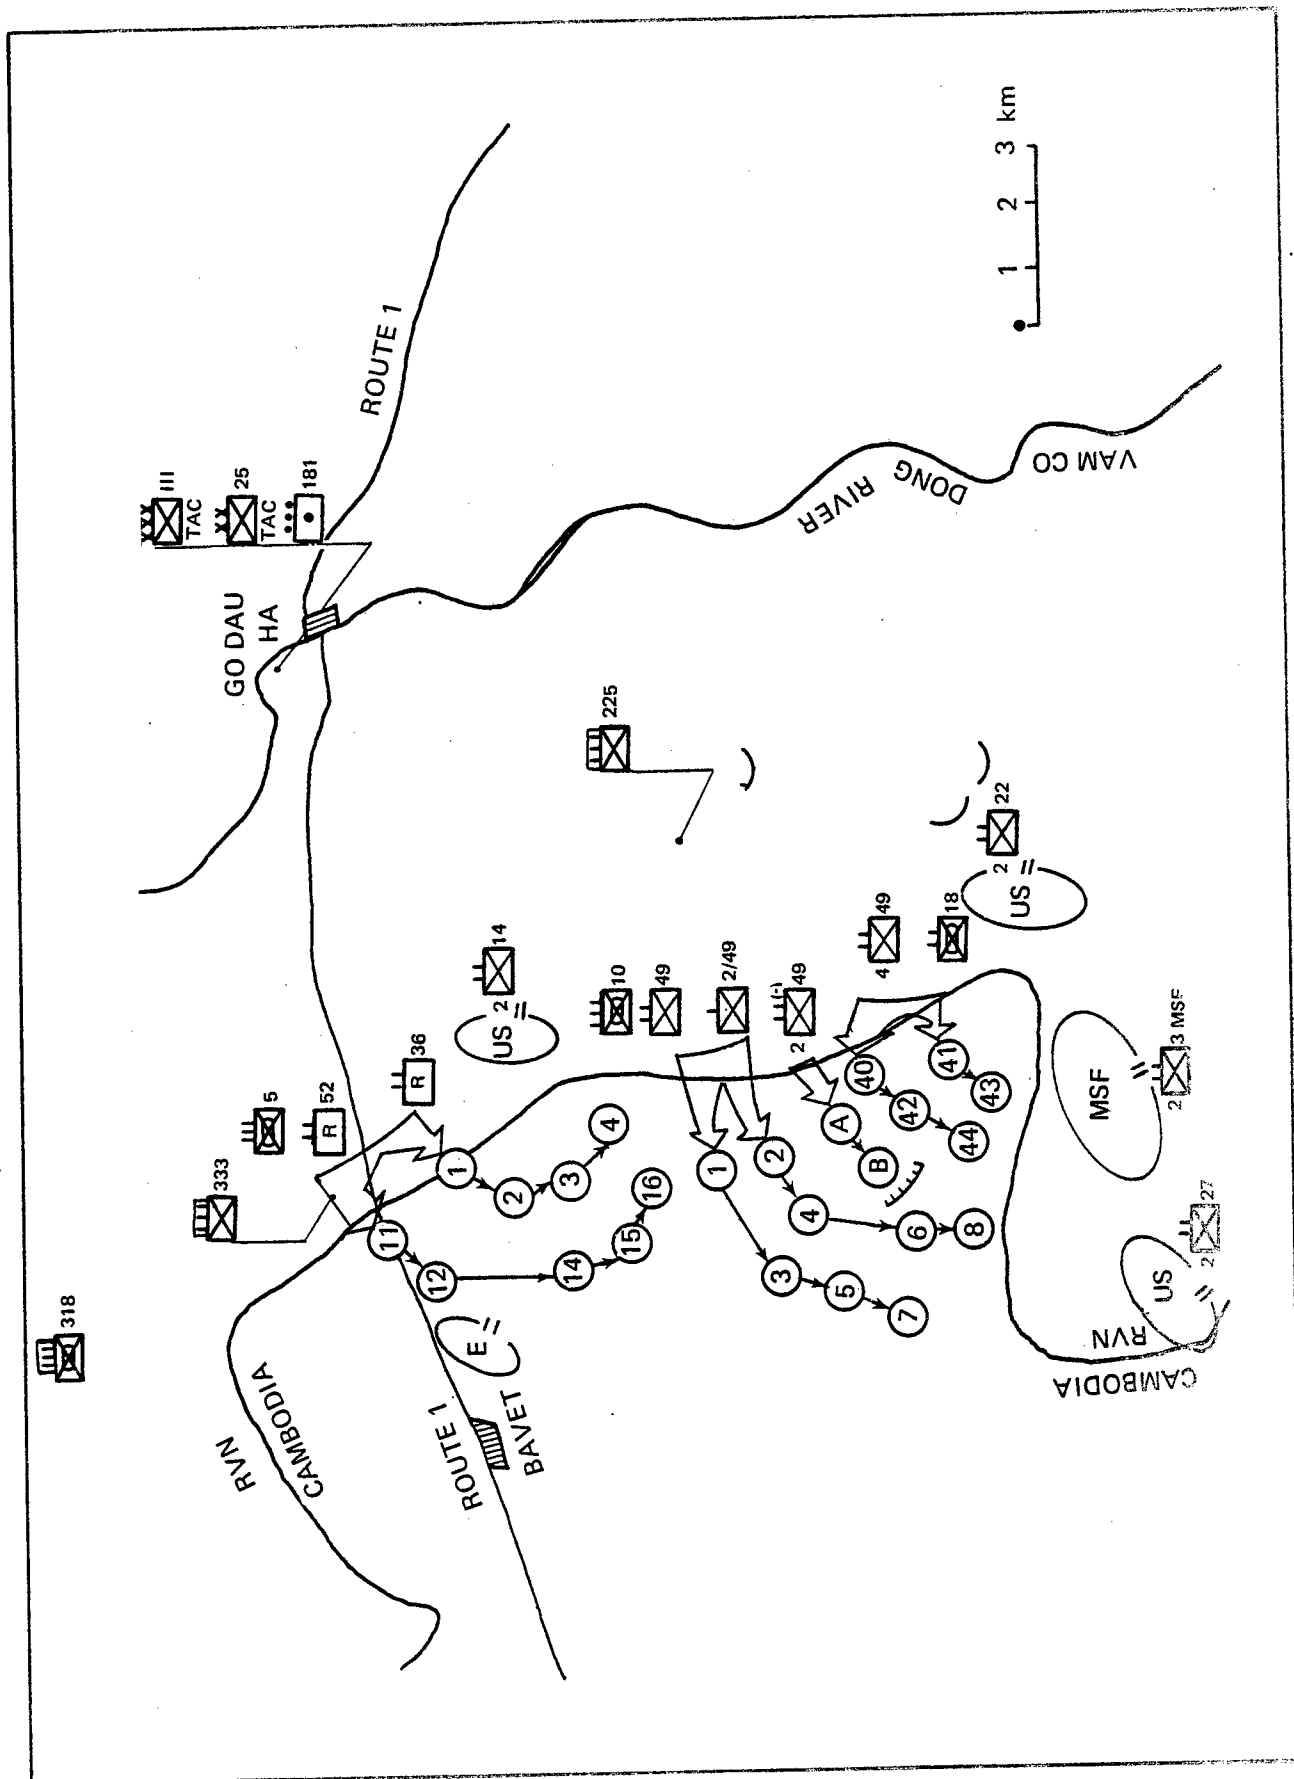 318
333
5
52
R
36
R
RVN
CAMBODIA
ROUTE 1
BAVET
E
GO DAU
HA
III
TAC
25
TAC
181
ROUTE 1
225
VAM CO
DONG
RIVER
1 2 3 km
US
2
14
10
49
2/49
2
(-)
49
4
49
18
US
2
22
MSF
2
3 MSF
US
2
27
RVN
CAMBODIA
1
2
3
4
11
12
14
15
16
1
3
5
7
2
4
6
8
A
B
40
42
44
41
43